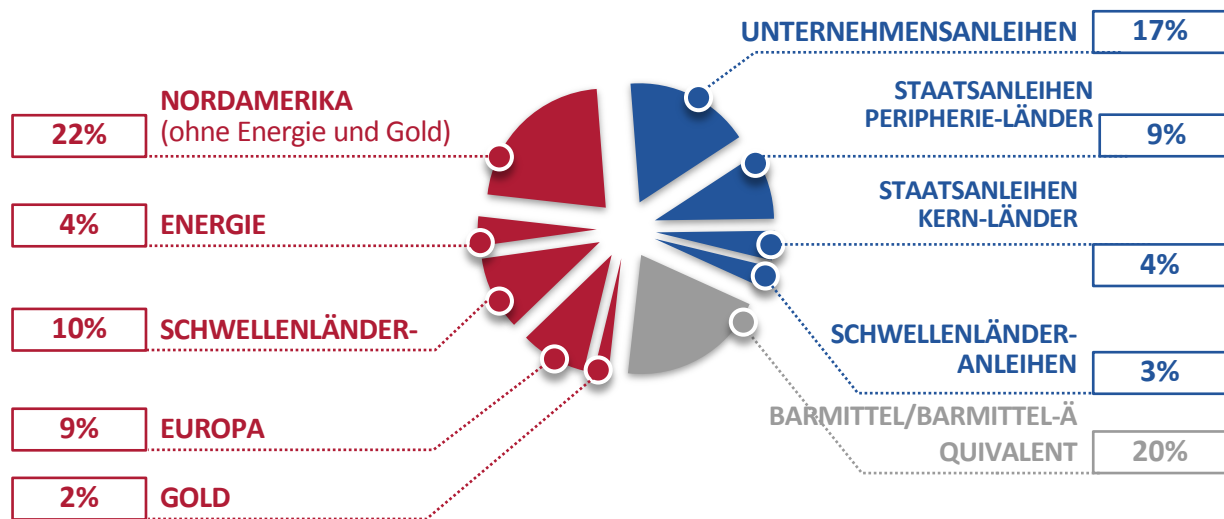 NORDAMERIKA
(ohne Energie und Gold)
22%
ENERGIE
4%
SCHWELLENLÄNDER-
10%
EUROPA
9%
GOLD
2%
UNTERNEHMENSANLEIHEN
17%
STAATSANLEIHEN
PERIPHERIE-LÄNDER
9%
STAATSANLEIHEN
KERN-LÄNDER
4%
SCHWELLENLÄNDER-
ANLEIHEN
3%
BARMITTEL/BARMITTEL-Ä
QUIVALENT
20%